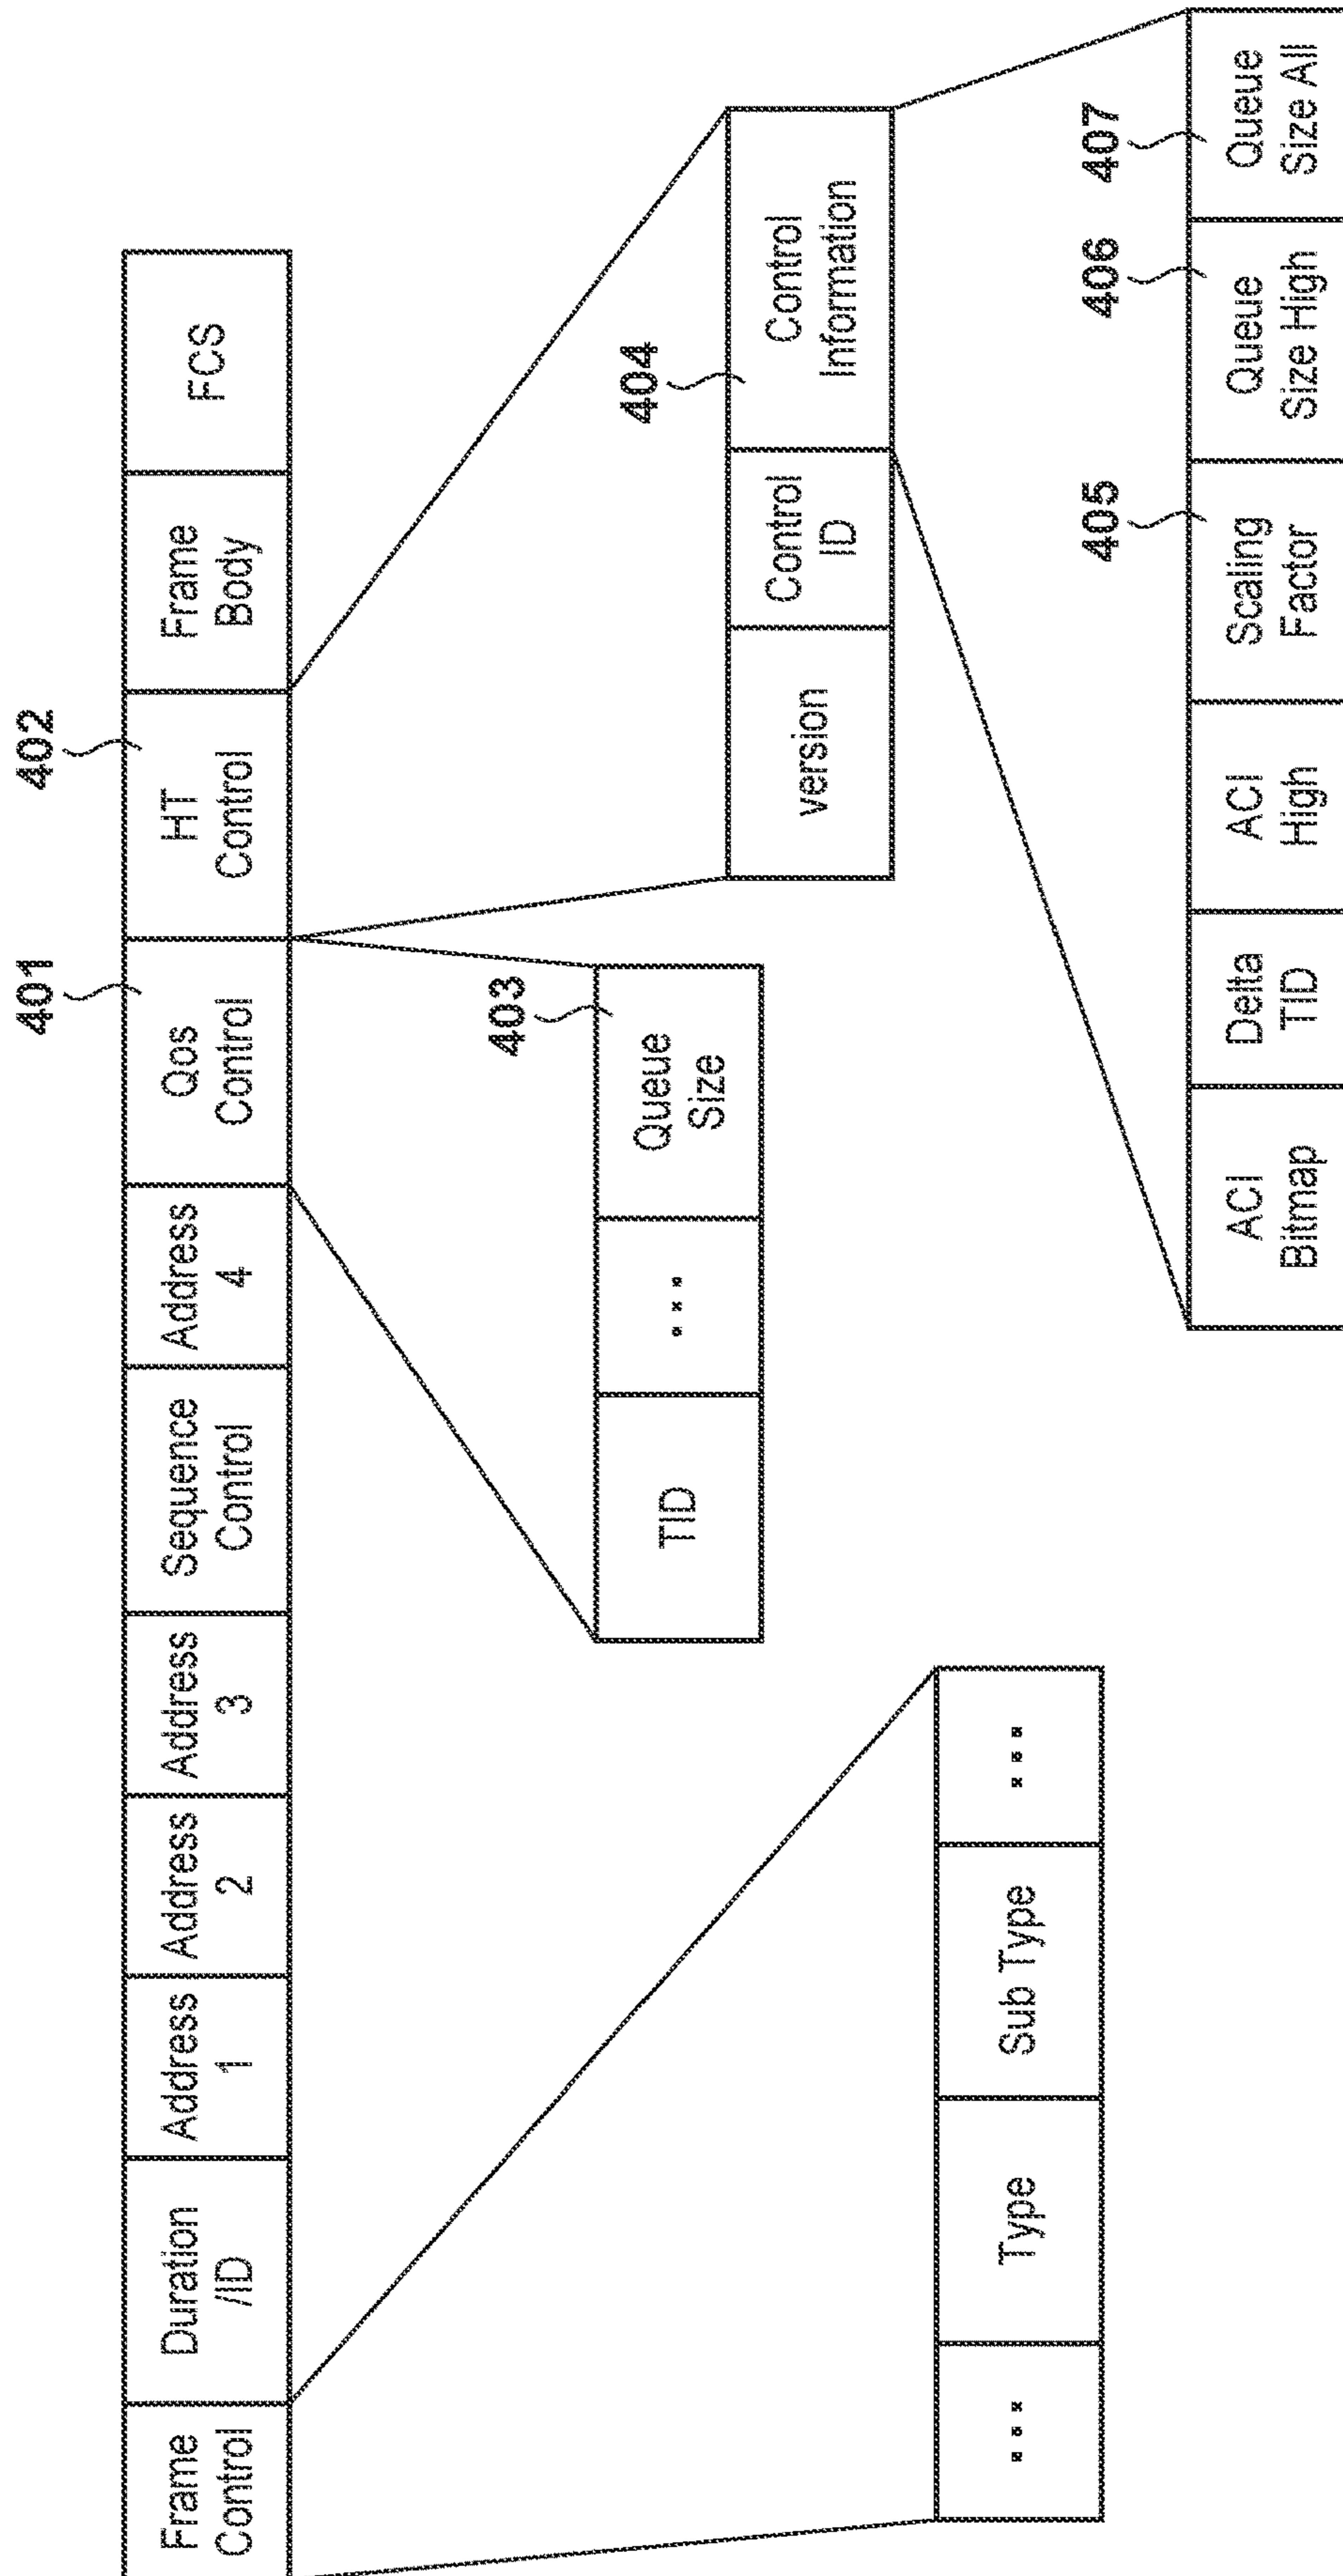 401
402
Frame
Control
Duration
/ID
Address
1
Address
2
Address
3
Sequence
Control
Address
4
Qos
Control
HT
Control
Frame
Body
FCS
403
TID
...
Queue
Size
404
version
Control
ID
Control
Information
...
Type
Sub Type
...
405
406
407
ACI
Bitmap
Delta
TID
ACI
High
Scaling
Factor
Queue
Size High
Queue
Size All